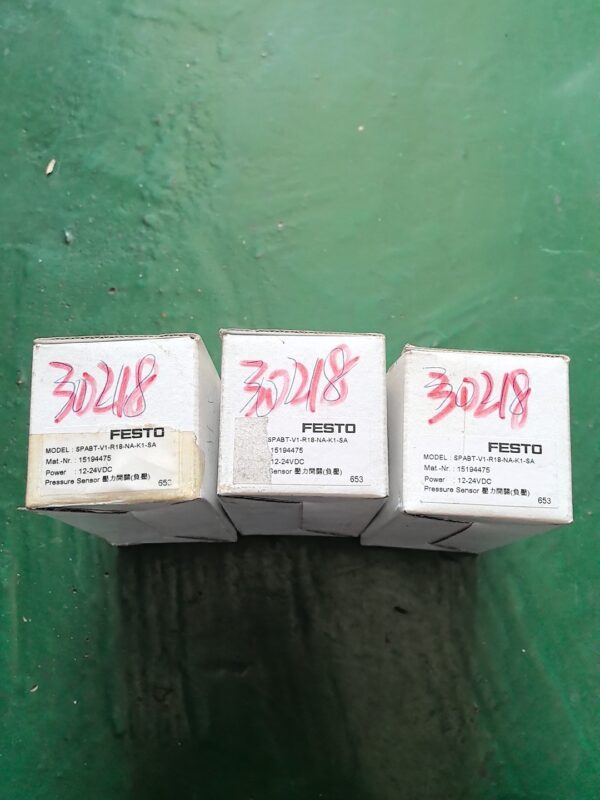 30218
FESTO
MODEL : SPABT-V1-R18-NA-K1-SA
Mat.-Nr. : 15194475
Power : 12-24VDC
Pressure Sensor 壓力開關(負壓)
653
30218
FESTO
SPABT-V1-R18-NA-K1-SA
15194475
12-24VDC
Pressure Sensor 壓力開關(負壓)
653
30218
FESTO
MODEL : SPABT-V1-R18-NA-K1-SA
Mat.-Nr. : 15194475
Power : 12-24VDC
Pressure Sensor 壓力開關(負壓)
653